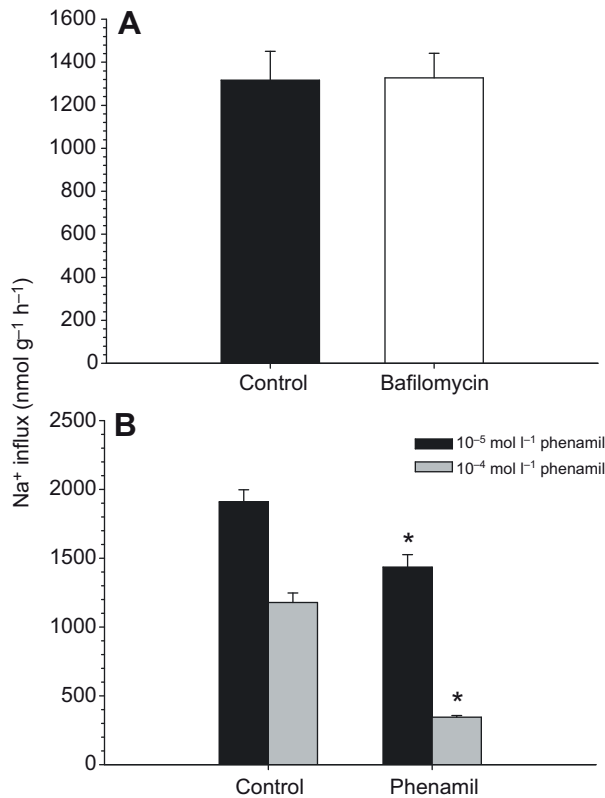 A
1600
1400
1200
1000
800
600
400
200
0
Control Bafilomycin
Na⁺ influx (nmol g⁻¹ h⁻¹)
B
2500
2000
1500
1000
500
0
10⁻⁵ mol l⁻¹ phenamil
10⁻⁴ mol l⁻¹ phenamil
*
*
Control Phenamil